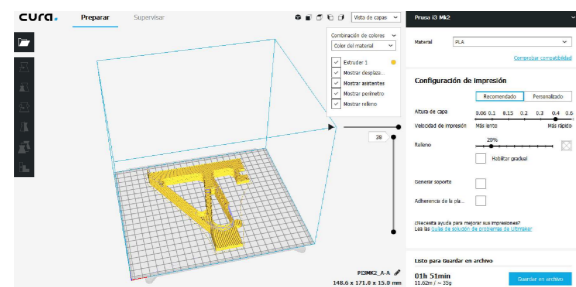 cura.
Preparar
Supervisar
Vista de capas
Prusa i3 Mk2
Combinación de colores
Color del material
Extruder 1
Mostrar desplaza...
Mostrar asistentes
Mostrar perímetro
Mostrar relleno
39
Material
PLA
Comprobar compatibilidad
Configuración de impresión
Recomendado
Personalizado
Altura de capa
0.06 0.1 0.15 0.2 0.3 0.4 0.6
Velocidad de impresión
Más lento
Más rápido
Relleno
20%
Habilitar gradual
Generar soporte
Adherencia de la pla...
¿Necesita ayuda para mejorar sus impresiones?
Lea las Guías de solución de problemas de Ultimaker
PI3MK2_A-A
148.6 x 171.0 x 15.0 mm
Listo para Guardar en archivo
01h 51min
11.62m / ~ 35g
Guardar en archivo